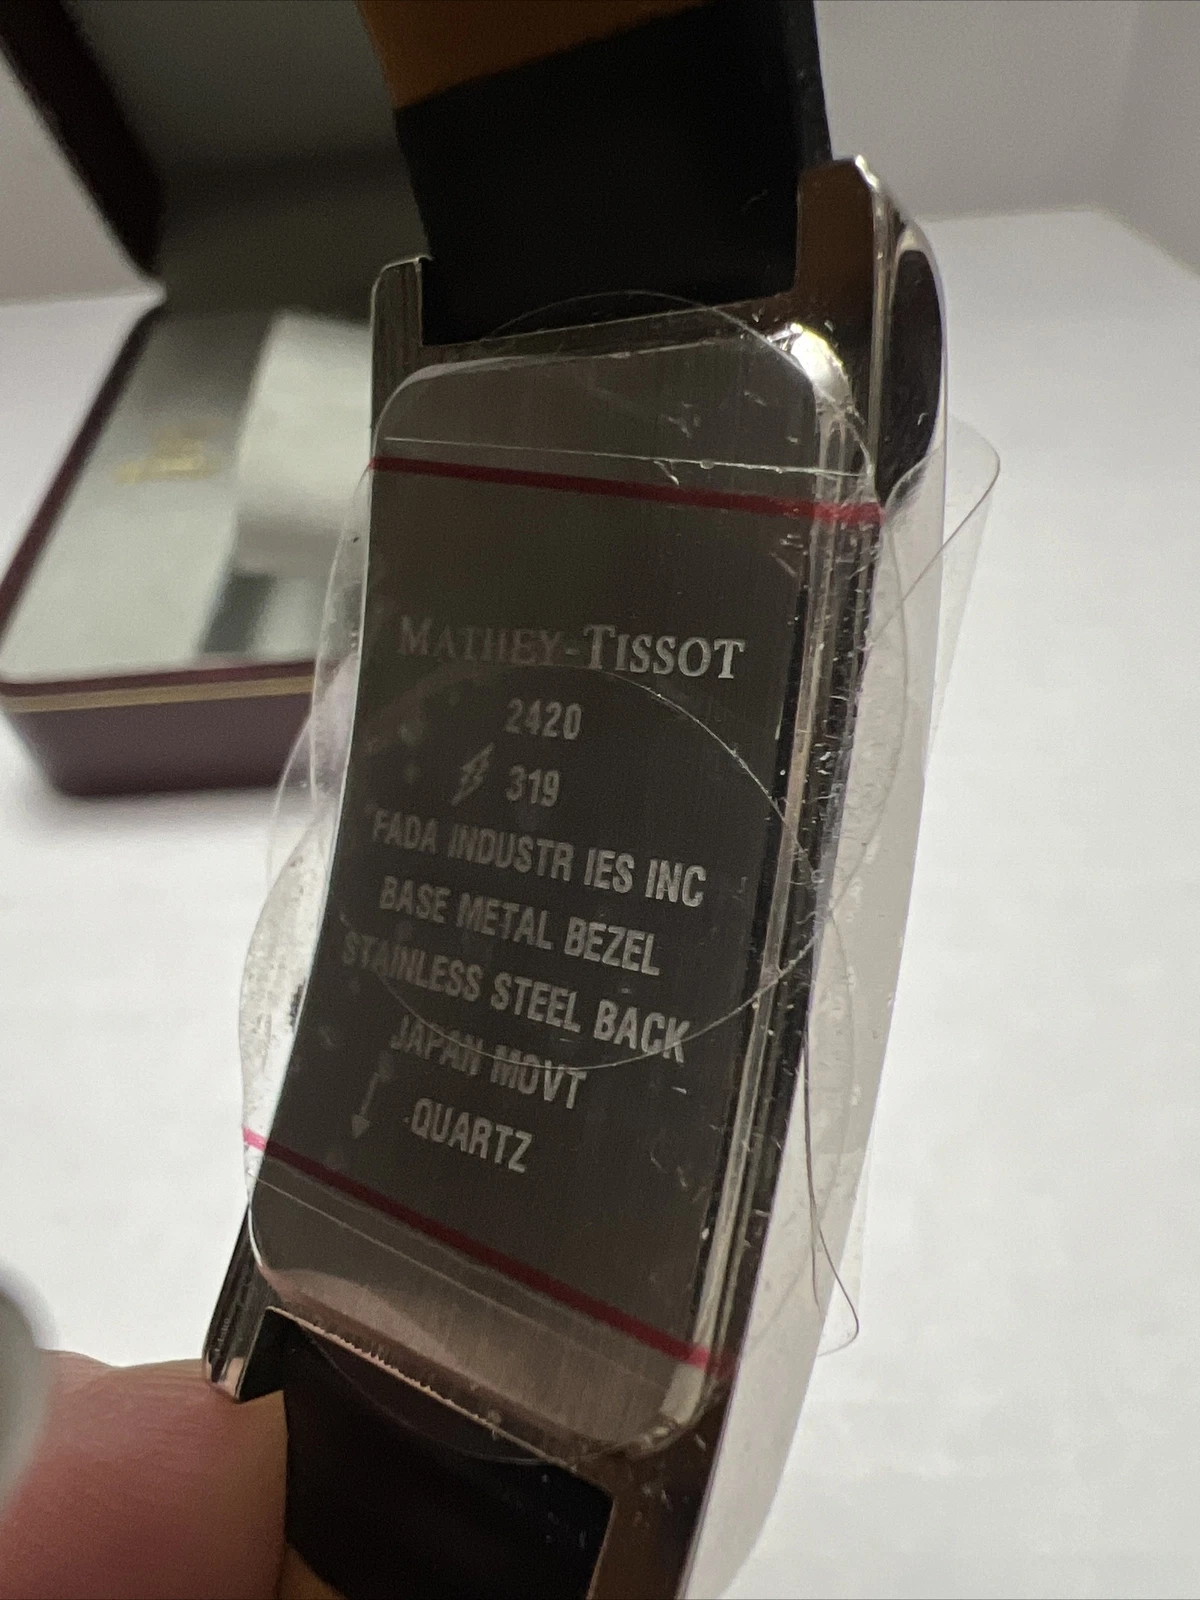 MATHEY-TISSOT
2420
319
FADA INDUSTR IES INC
BASE METAL BEZEL
STAINLESS STEEL BACK
JAPAN MOVT
QUARTZ